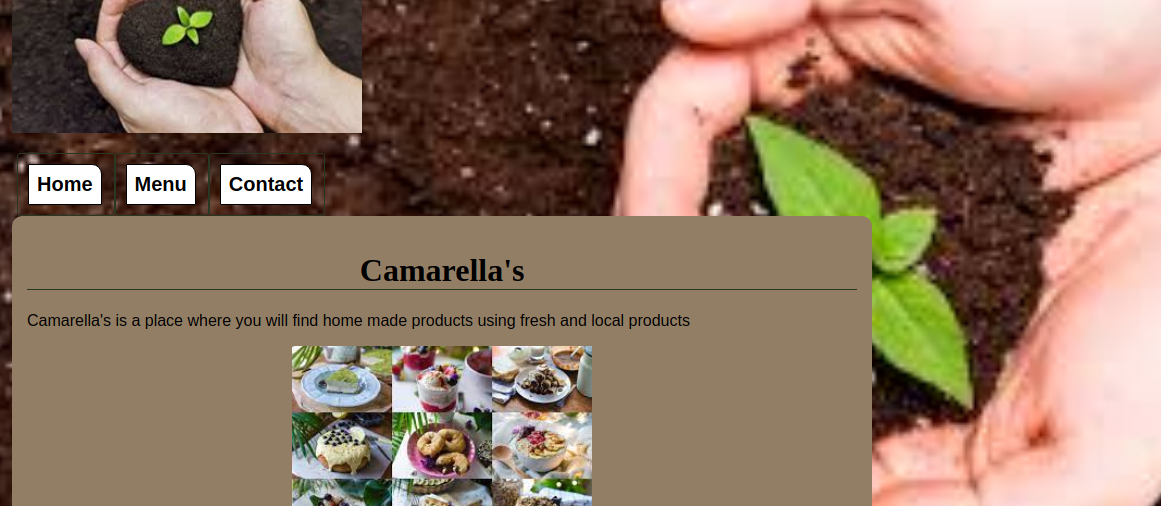 Home Menu Contact
Camarella's
Camarella's is a place where you will find home made products using fresh and local products